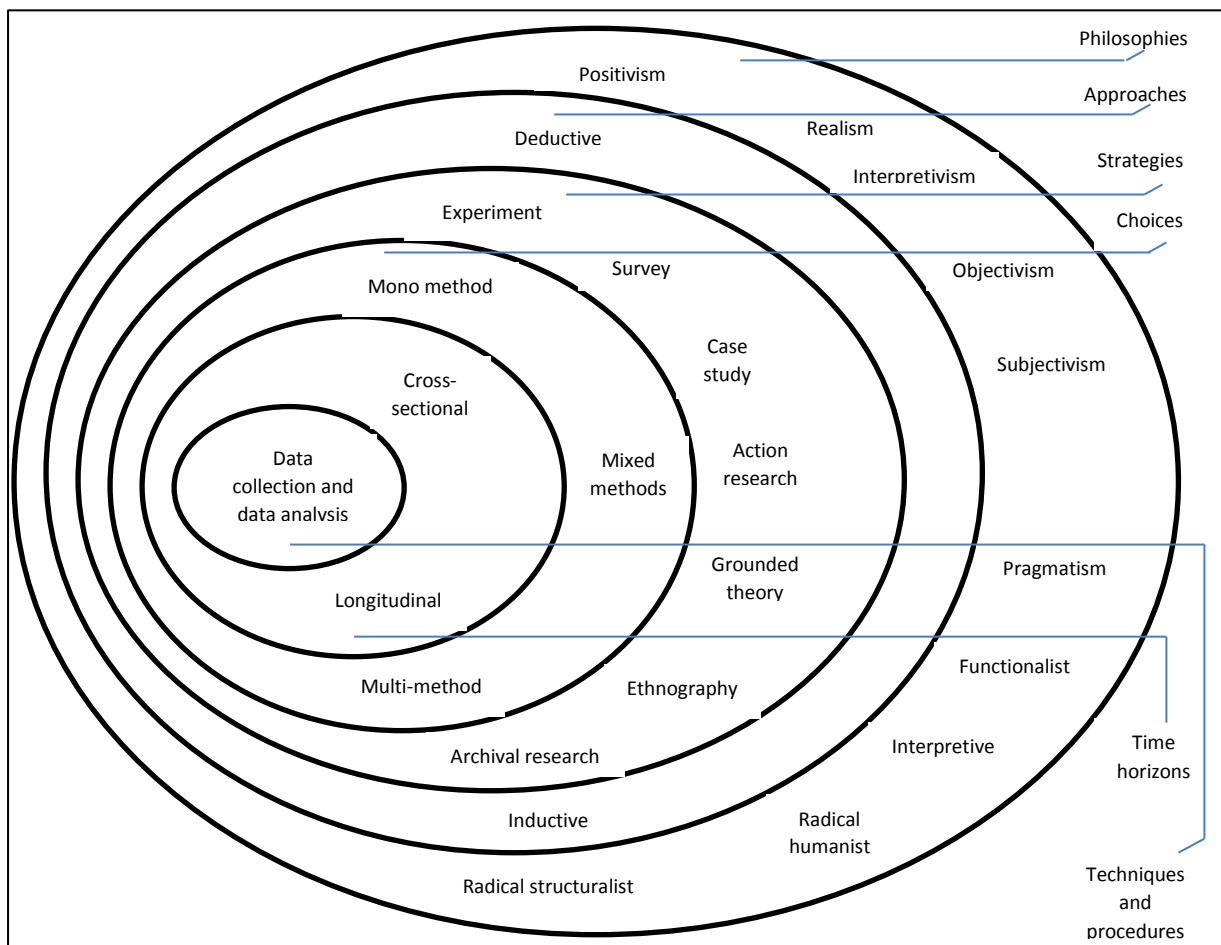 Philosophies
Positivism
Approaches
Realism
Deductive
Strategies
Interpretivism
Experiment
Choices
Survey
Objectivism
Mono method
Case
study
Subjectivism
Cross-
sectional
Data
collection and
data analysis
Mixed
methods
Action
research
Grounded
theory
Pragmatism
Longitudinal
Functionalist
Multi-method
Ethnography
Interpretive
Time
horizons
Archival research
Inductive
Radical
humanist
Radical structuralist
Techniques
and
procedures